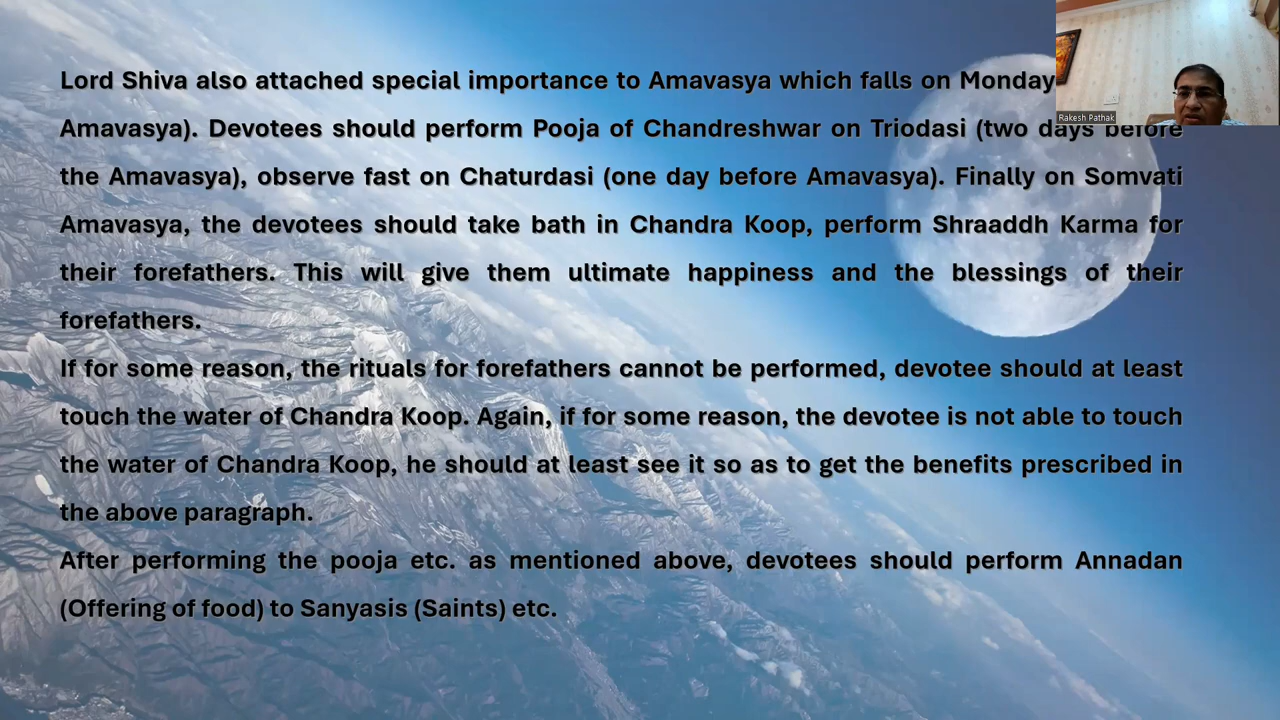 Lord Shiva also attached special importance to Amavasya which falls on Monday
Amavasya). Devotees should perform Pooja of Chandreshwar on Triodasi (two days before
the Amavasya), observe fast on Chaturdasi (one day before Amavasya). Finally on Somvati
Amavasya, the devotees should take bath in Chandra Koop, perform Shraaddh Karma for
their forefathers. This will give them ultimate happiness and the blessings of their
forefathers.
If for some reason, the rituals for forefathers cannot be performed, devotee should at least
touch the water of Chandra Koop. Again, if for some reason, the devotee is not able to touch
the water of Chandra Koop, he should at least see it so as to get the benefits prescribed in
the above paragraph.
After performing the pooja etc. as mentioned above, devotees should perform Annadan
(Offering of food) to Sanyasis (Saints) etc.
Rakesh Pathak